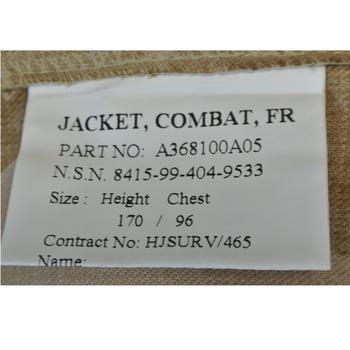 JACKET, COMBAT, FR
PART NO: A368100A05
N.S.N. 8415-99-404-9533
Size : Height Chest
170 / 96
Contract No: HJSURV/465
Name: